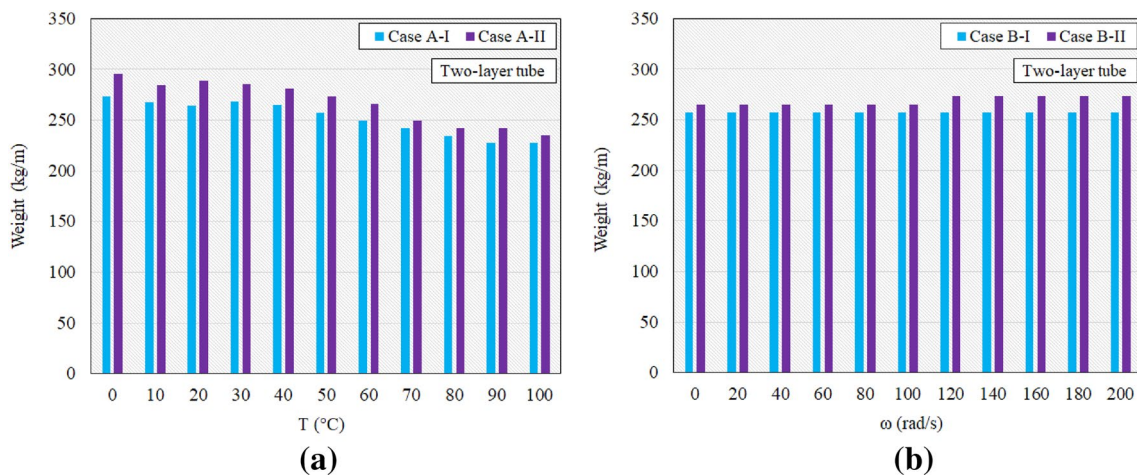 350
300
250
200
150
100
50
0
Weight (kg/m)
Case A-I Case A-II
Two-layer tube
0 10 20 30 40 50 60 70 80 90 100
T (°C)
(a)
350
300
250
200
150
100
50
0
Weight (kg/m)
Case B-I Case B-II
Two-layer tube
0 20 40 60 80 100 120 140 160 180 200
ω (rad/s)
(b)